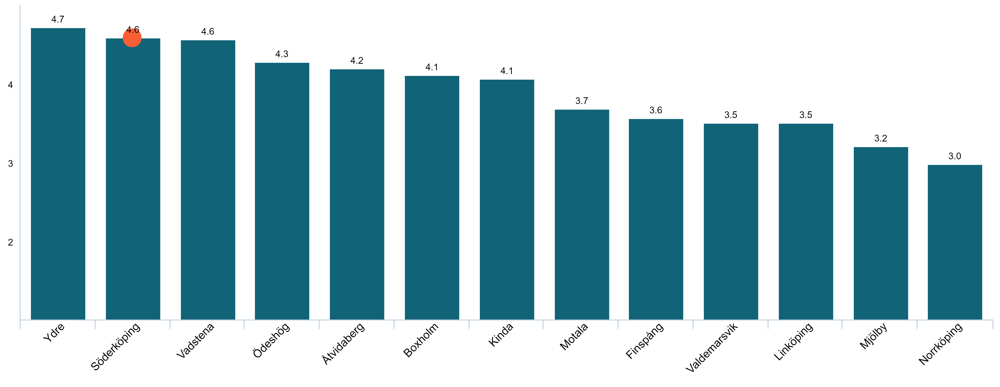 4.7
4.6
4.6
4.3
4.2
4.1
4.1
3.7
3.6
3.5
3.5
3.2
3.0
4
3
2
Ydre
Söderköping
Vadstena
Ödeshög
Åtvidaberg
Boxholm
Kinda
Motala
Finspång
Valdemarsvik
Linköping
Mjölby
Norrköping